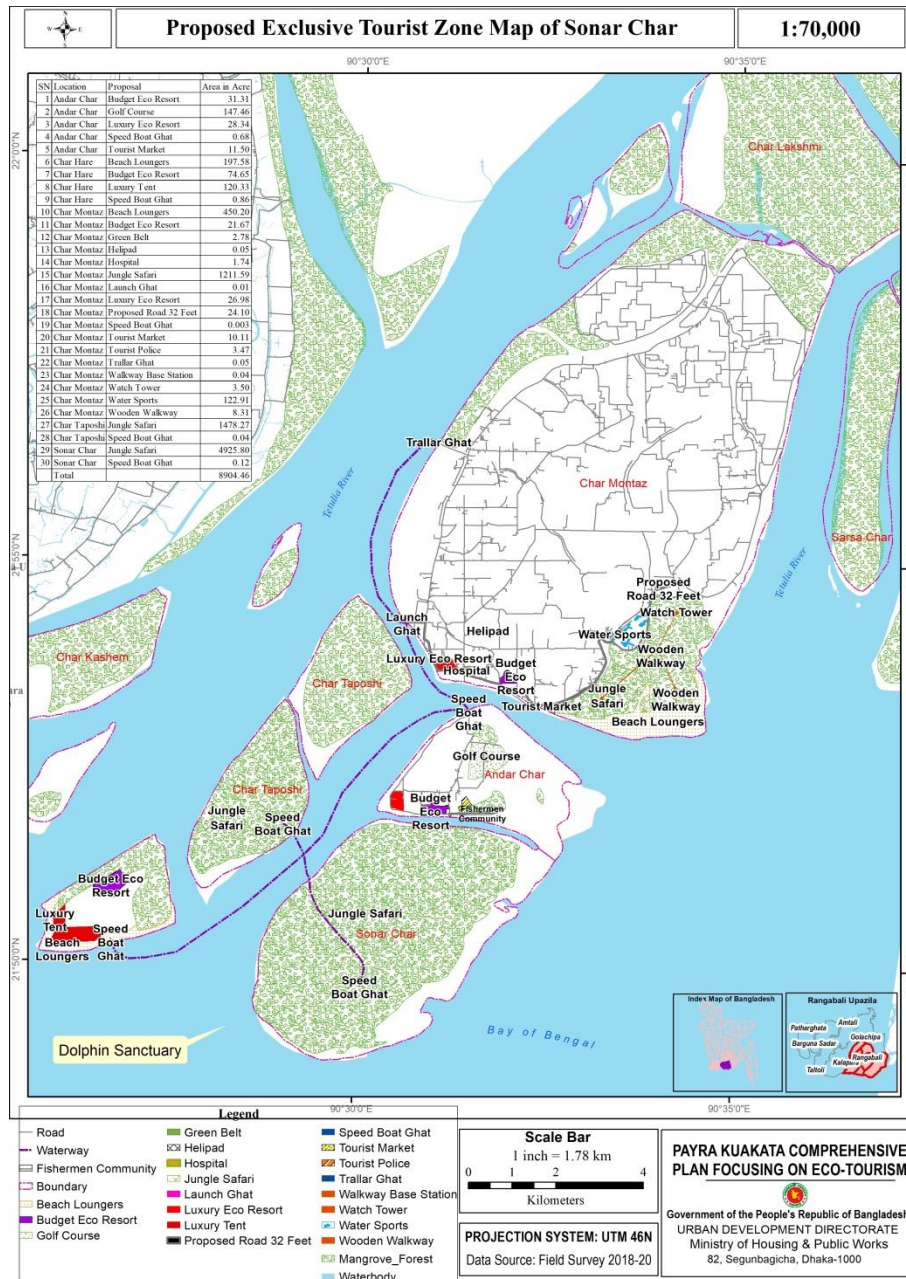 N
W E
S
Proposed Exclusive Tourist Zone Map of Sonar Char
1:70,000
90°30'0"E 90°35'0"E
SN Location Proposal Area in Acre
1 Andar Char Budget Eco Resort 31.31
2 Andar Char Golf Course 147.46
3 Andar Char Luxury Eco Resort 28.34
4 Andar Char Speed Boat Ghat 0.68
5 Andar Char Tourist Market 11.50
6 Char Hare Beach Loungers 197.58
7 Char Hare Budget Eco Resort 74.65
8 Char Hare Luxury Tent 120.33
9 Char Hare Speed Boat Ghat 0.86
10 Char Montaz Beach Loungers 450.20
11 Char Montaz Budget Eco Resort 21.67
12 Char Montaz Green Belt 2.78
13 Char Montaz Helipad 0.05
14 Char Montaz Hospital 1.74
15 Char Montaz Jungle Safari 1211.59
16 Char Montaz Launch Ghat 0.01
17 Char Montaz Luxury Eco Resort 26.98
18 Char Montaz Proposed Road 32 Feet 24.10
19 Char Montaz Speed Boat Ghat 0.003
20 Char Montaz Tourist Market 10.11
21 Char Montaz Tourist Police 3.47
22 Char Montaz Trallar Ghat 0.05
23 Char Montaz Walkway Base Station 0.04
24 Char Montaz Watch Tower 3.50
25 Char Montaz Water Sports 122.91
26 Char Montaz Wooden Walkway 8.31
27 Char Taposhi Jungle Safari 1478.27
28 Char Taposhi Speed Boat Ghat 0.04
29 Sonar Char Jungle Safari 4925.80
30 Sonar Char Speed Boat Ghat 0.12
Total 8904.46
22°0'0"N
Char Lakshmi
Trallar Ghat
Tetulia River
Char Montaz
Sarsa Char
21°55'0"N
Tetulia River
Proposed
Road 32 Feet
Watch Tower
Launch
Ghat
Helipad
Water Sports
Wooden
Walkway
Char Kashem
Luxury Eco Resort
Hospital
Budget
Eco
Resort
Char Taposhi
Jungle
Safari
Wooden
Walkway
Speed
Boat
Ghat
Tourist Market
Beach Loungers
Golf Course
Andar Char
Char Taposhi
Jungle
Safari
Speed
Boat Ghat
Budget
Eco
Resort
Fishermen
Community
Budget Eco
Resort
Luxury
Tent
Beach
Loungers
Speed
Boat
Ghat
Jungle Safari
Sonar Char
21°50'0"N
Speed
Boat Ghat
Dolphin Sanctuary
Bay of Bengal
Index Map of Bangladesh
Rangabali Upazila
Amtali
Patharghata
Golachipa
Barguna Sadar
Rangabali
Kalapara
Taltoli
90°30'0"E 90°35'0"E
Legend
Road
Waterway
Fishermen Community
Boundary
Beach Loungers
Budget Eco Resort
Golf Course
Green Belt
Helipad
Hospital
Jungle Safari
Launch Ghat
Luxury Eco Resort
Luxury Tent
Proposed Road 32 Feet
Speed Boat Ghat
Tourist Market
Tourist Police
Trallar Ghat
Walkway Base Station
Watch Tower
Water Sports
Wooden Walkway
Mangrove_Forest
Waterbody
Scale Bar
1 inch = 1.78 km
0 1 2 4
Kilometers
PROJECTION SYSTEM: UTM 46N
Data Source: Field Survey 2018-20
PAYRA KUAKATA COMPREHENSIVE
PLAN FOCUSING ON ECO-TOURISM
Government of the People's Republic of Bangladesh
URBAN DEVELOPMENT DIRECTORATE
Ministry of Housing & Public Works
82, Segunbagicha, Dhaka-1000